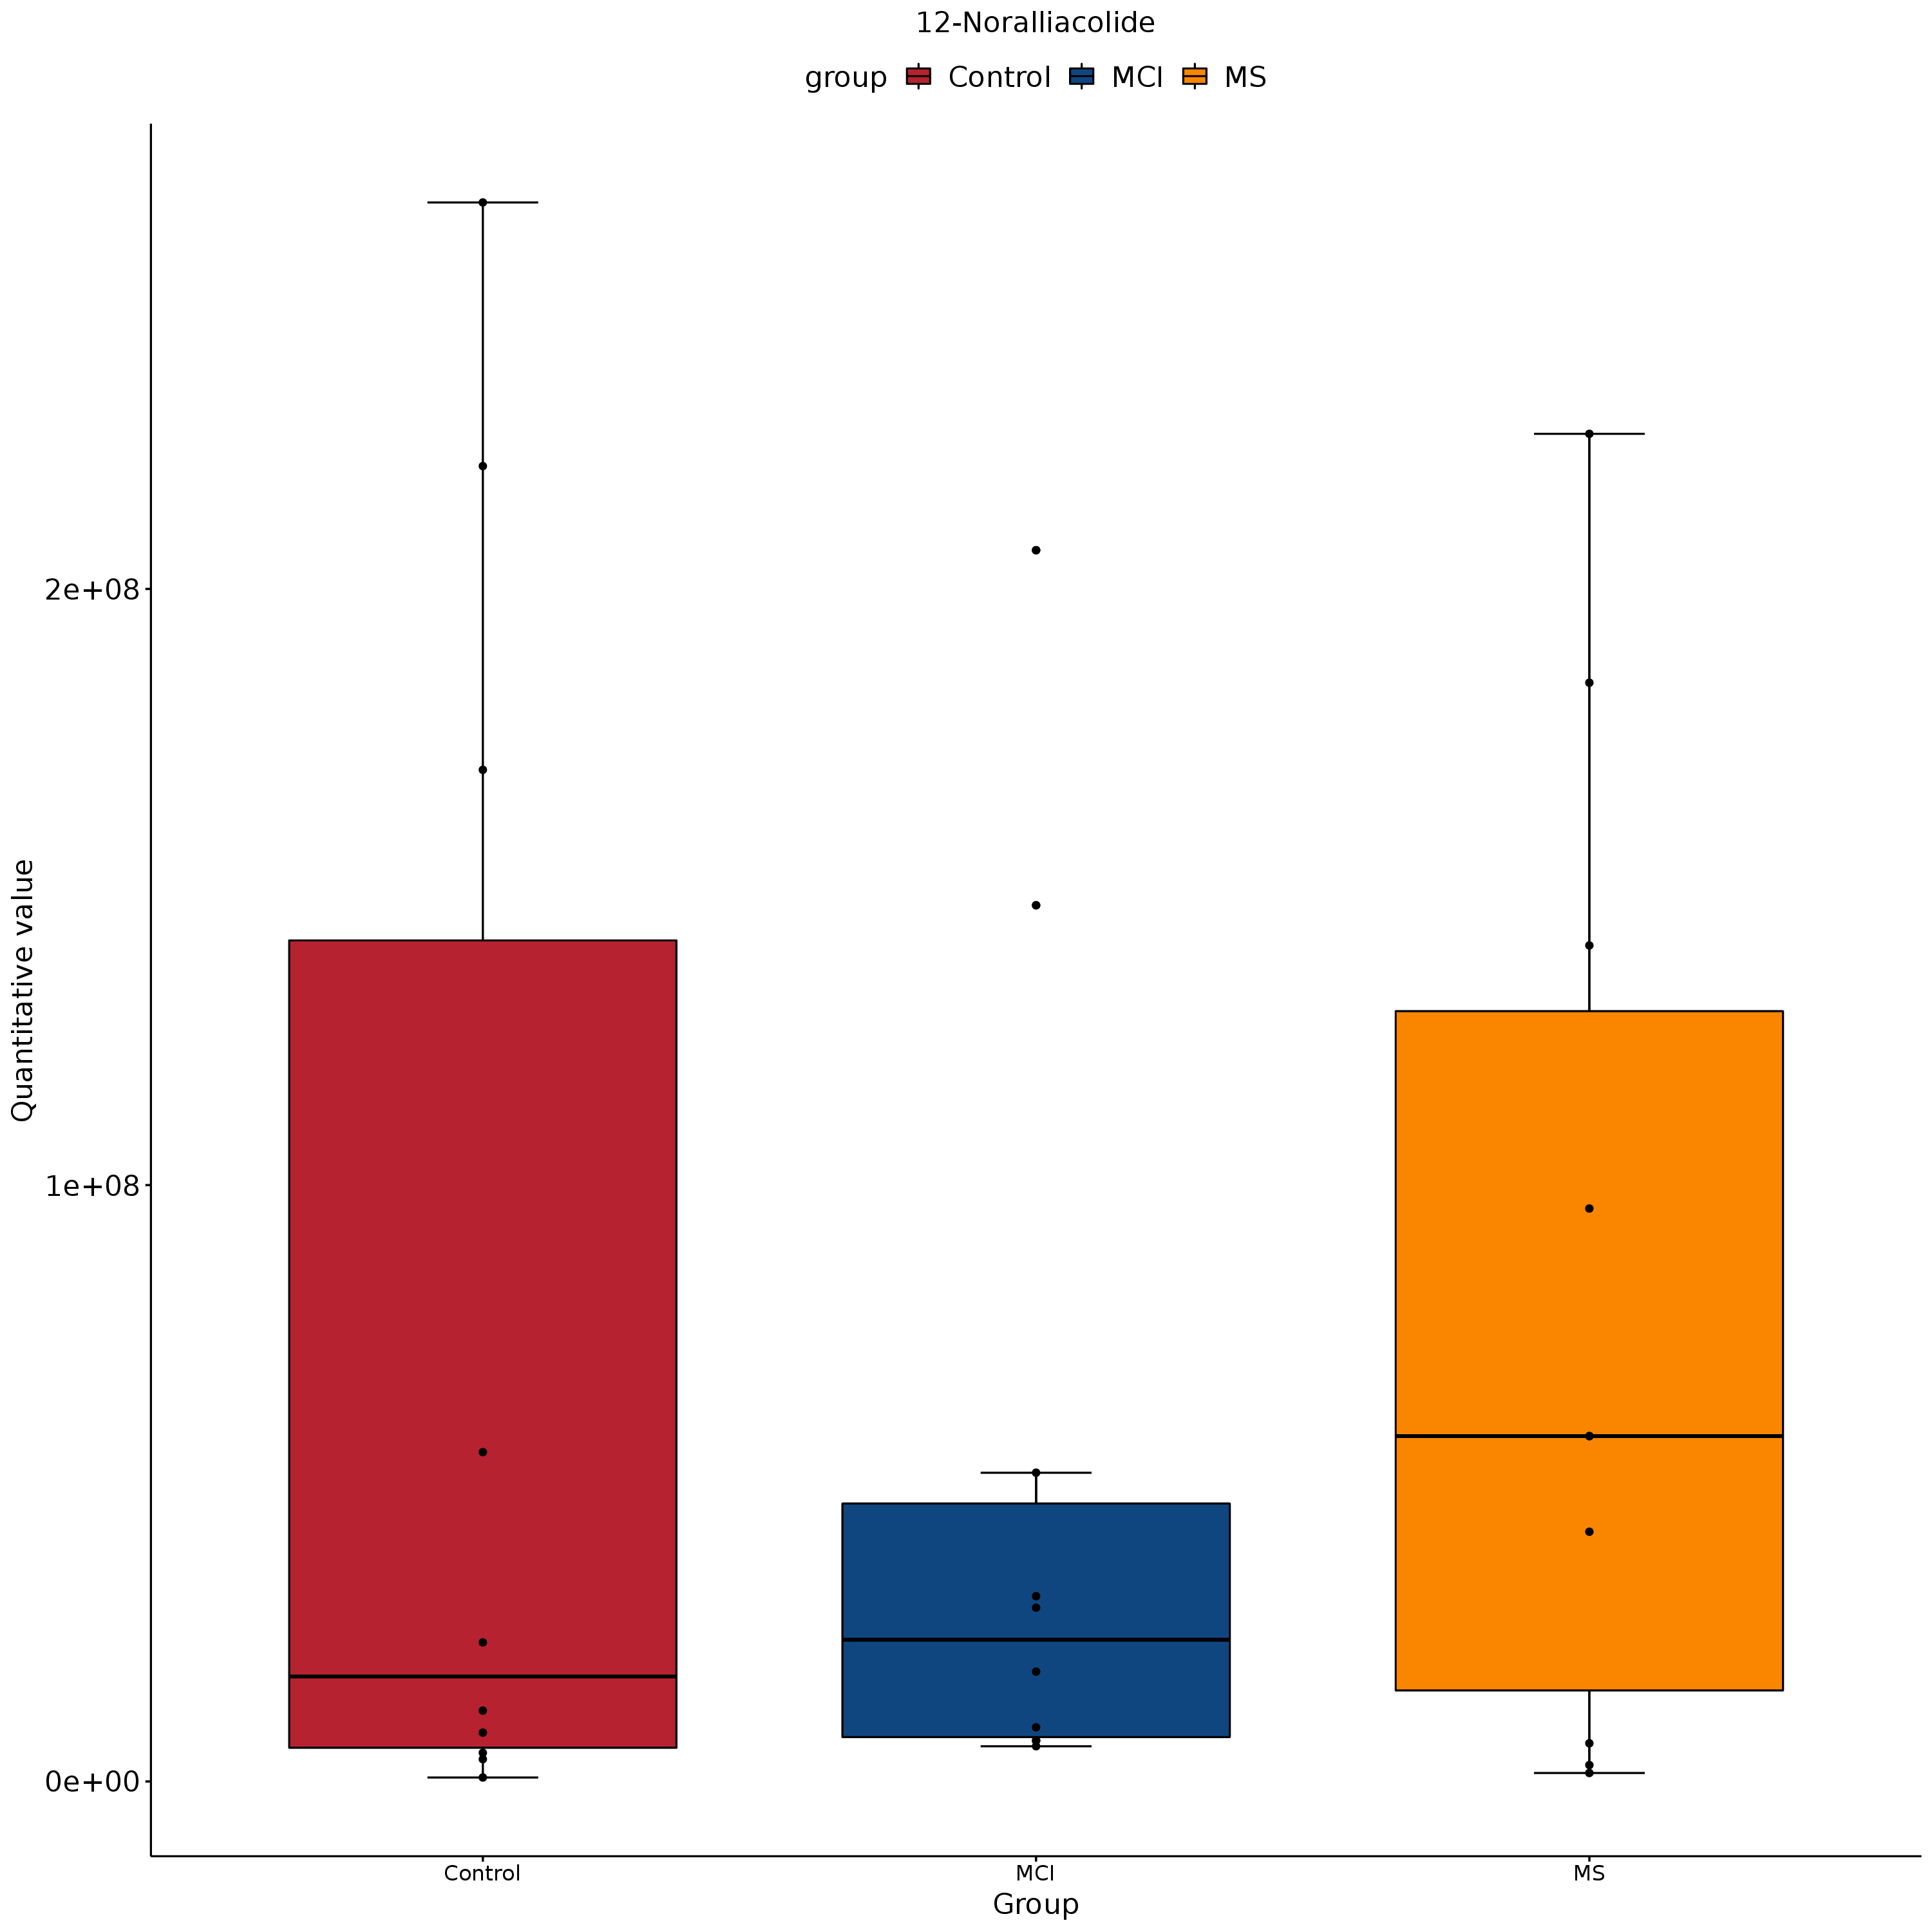 12-Noralliacolide
group Control MCI MS
Quantitative value
2e+08
1e+08
0e+00
Control MCI MS
Group